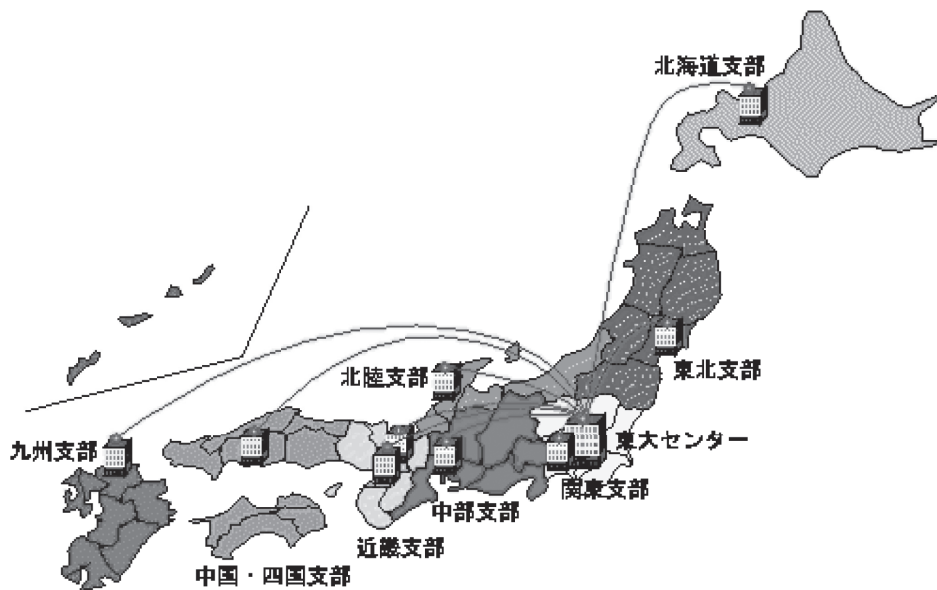 北海道支部
東北支部
北陸支部
九州支部
東大センター
関東支部
中部支部
近畿支部
中国・四国支部